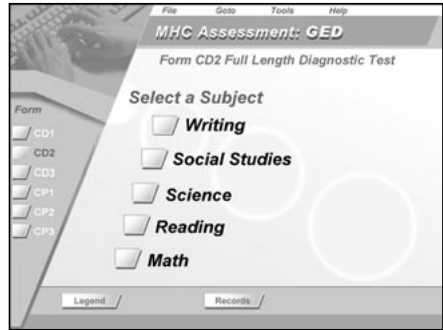 File Goto Tools Help
MHC Assessment: GED
Form CD2 Full Length Diagnostic Test
Select a Subject
Form
Writing
CD1
Social Studies
CD2
CD3
Science
CP1
CP2
Reading
CP3
Math
Legend Records